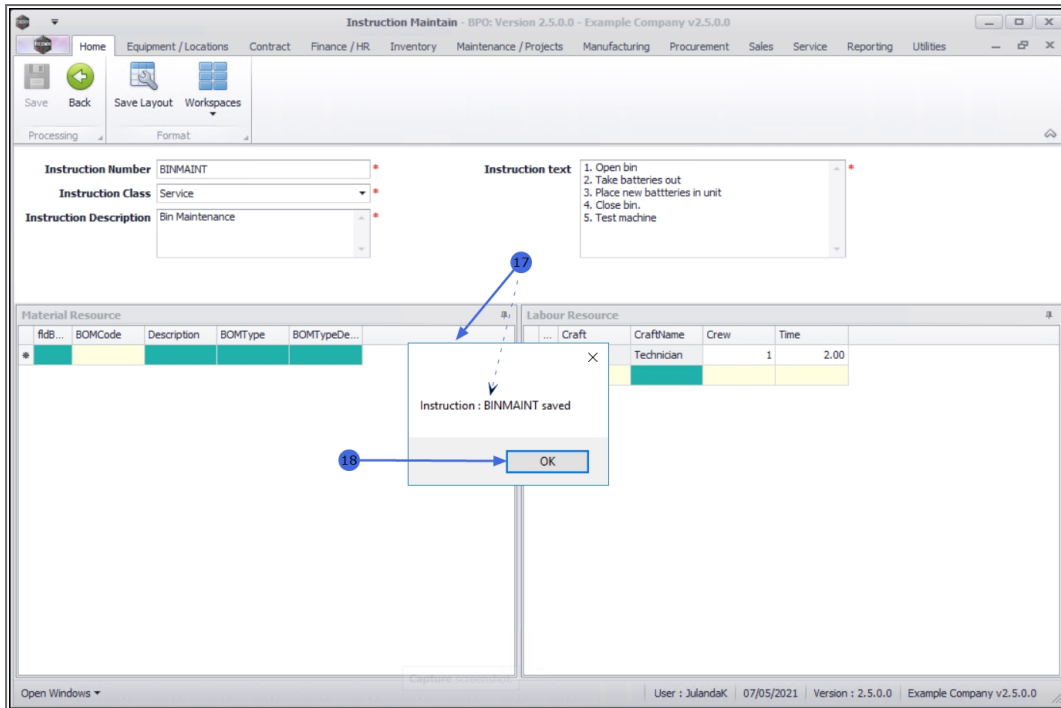 Instruction Maintain - BPO: Version 2.5.0.0 - Example Company v2.5.0.0
Home Equipment / Locations Contract Finance / HR Inventory Maintenance / Projects Manufacturing Procurement Sales Service Reporting Utilities
Save Back Save Layout Workspaces
Processing Format
Instruction Number BINMAINT *
Instruction Class Service *
Instruction Description Bin Maintenance *
Instruction text 1. Open bin *
2. Take batteries out
3. Place new battteries in unit
4. Close bin.
5. Test machine
17
Material Resource
fldB... BOMCode Description BOMType BOMTypeDe...
Labour Resource
... Craft CraftName Crew Time
Technician 1 2.00
Instruction : BINMAINT saved
18
OK
Capture screenshot
Open Windows User : JulandaK 07/05/2021 Version : 2.5.0.0 Example Company v2.5.0.0